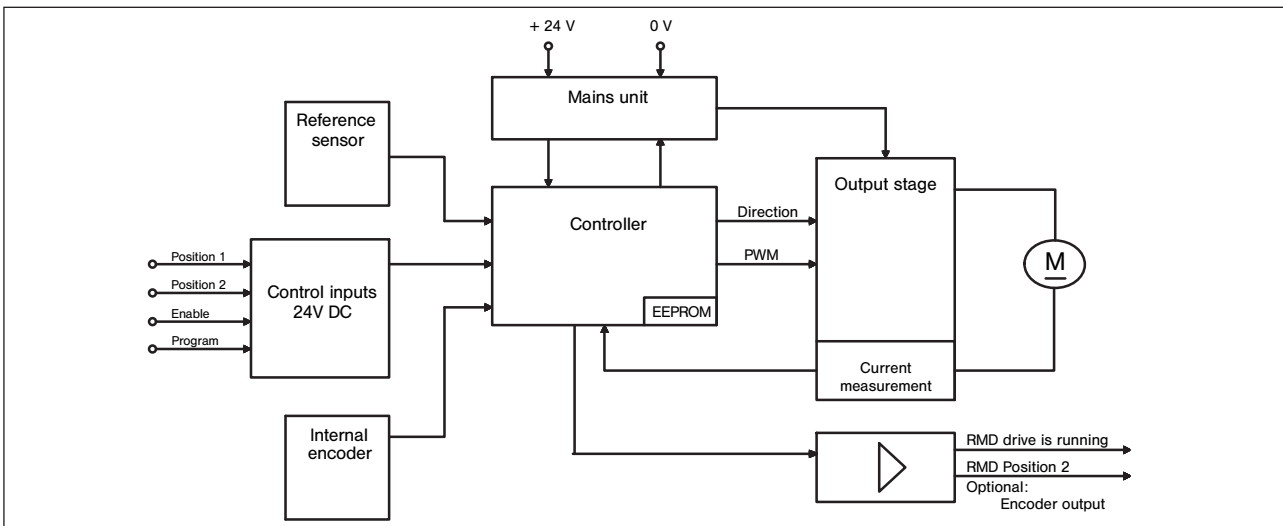 + 24 V
0 V
Mains unit
Reference
sensor
Output stage
Controller
Direction
PWM
EEPROM
M
Position 1
Position 2
Enable
Program
Control inputs
24V DC
Current
measurement
Internal
encoder
RMD drive is running
RMD Position 2
Optional:
Encoder output